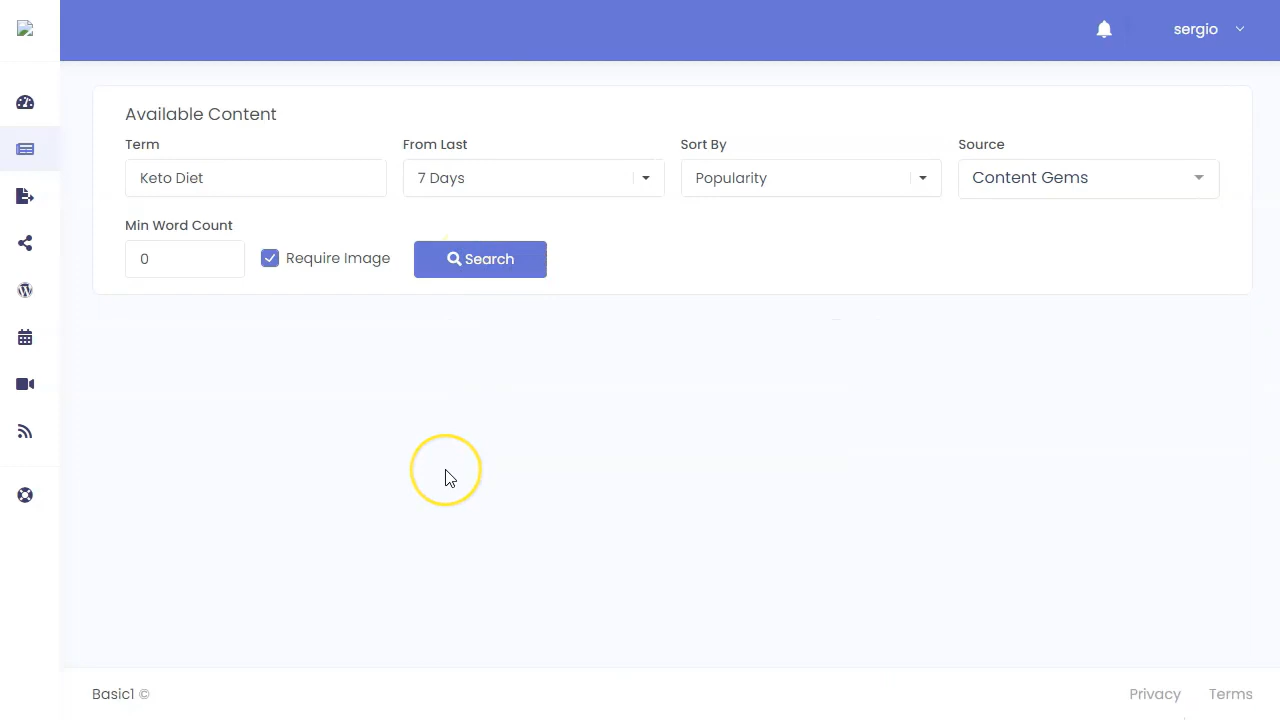 sergio
Available Content
Term
From Last
Sort By
Source
Keto Diet
7 Days
Popularity
Content Gems
Min Word Count
0
Require Image
Search
Basic1 ©
Privacy
Terms